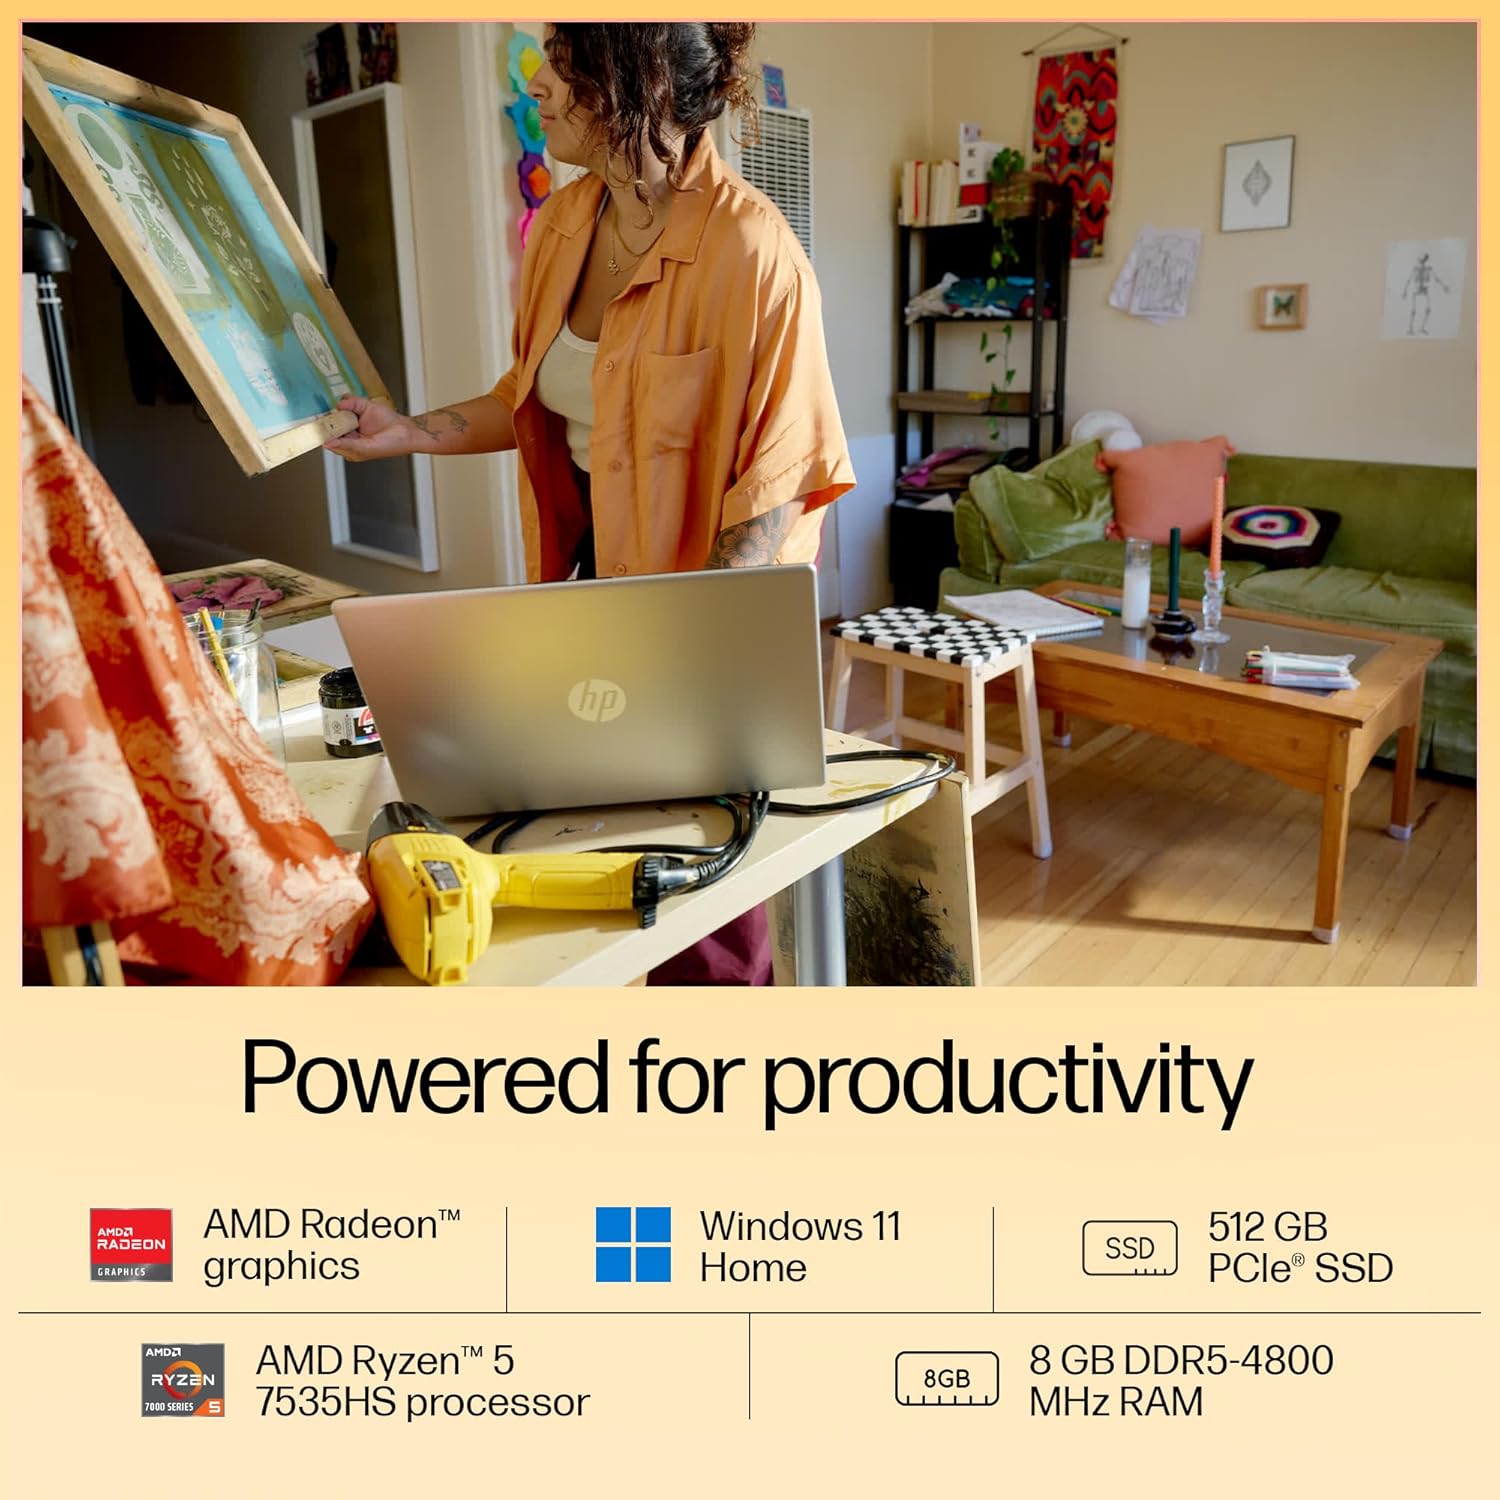 hp
Powered for productivity
AMD
RADEON
GRAPHICS
AMD Radeon™
graphics
Windows 11
Home
SSD
512 GB
PCIe® SSD
AMD
RYZEN
7000 SERIES 5
AMD Ryzen™ 5
7535HS processor
8GB
8 GB DDR5-4800
MHz RAM